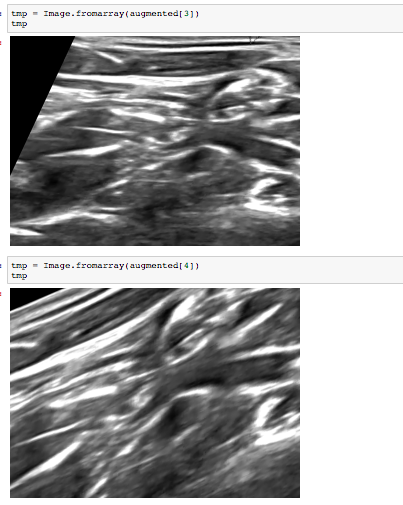 tmp = Image.fromarray(augmented[3])
tmp
tmp = Image.fromarray(augmented[4])
tmp